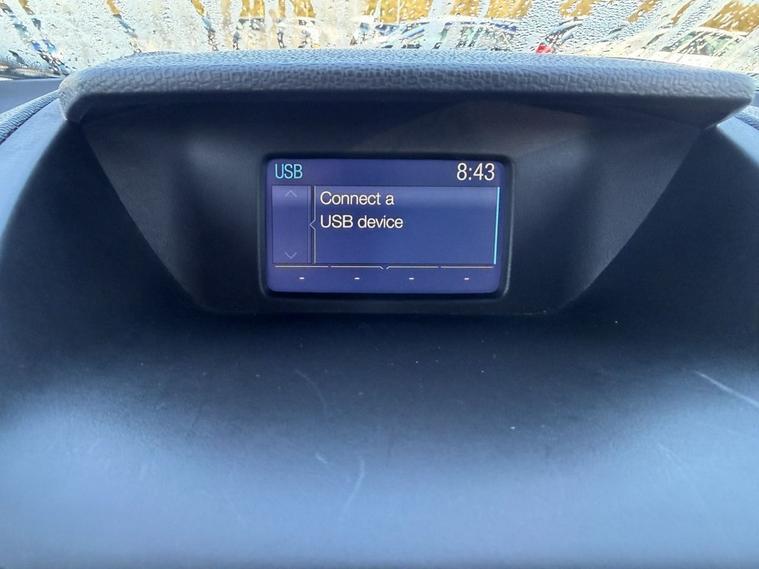 USB 8:43
Connect a
USB device
- - - -